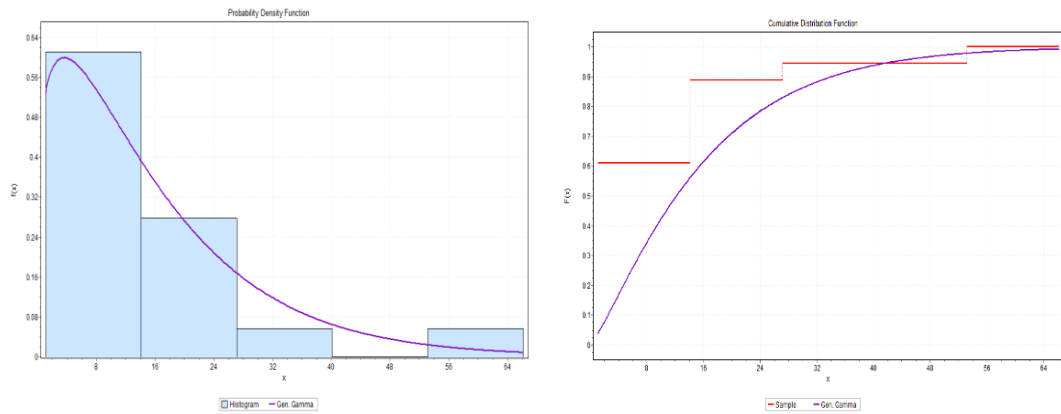 Probability Density Function
0.64
0.56
0.48
0.4
0.32
0.24
0.16
0.08
0
f(x)
8 16 24 32 40 48 56 64
x
Histogram Gen. Gamma
Cumulative Distribution Function
1
0.9
0.8
0.7
0.6
0.5
0.4
0.3
0.2
0.1
0
F(x)
8 16 24 32 40 48 56 64
x
Sample Gen. Gamma